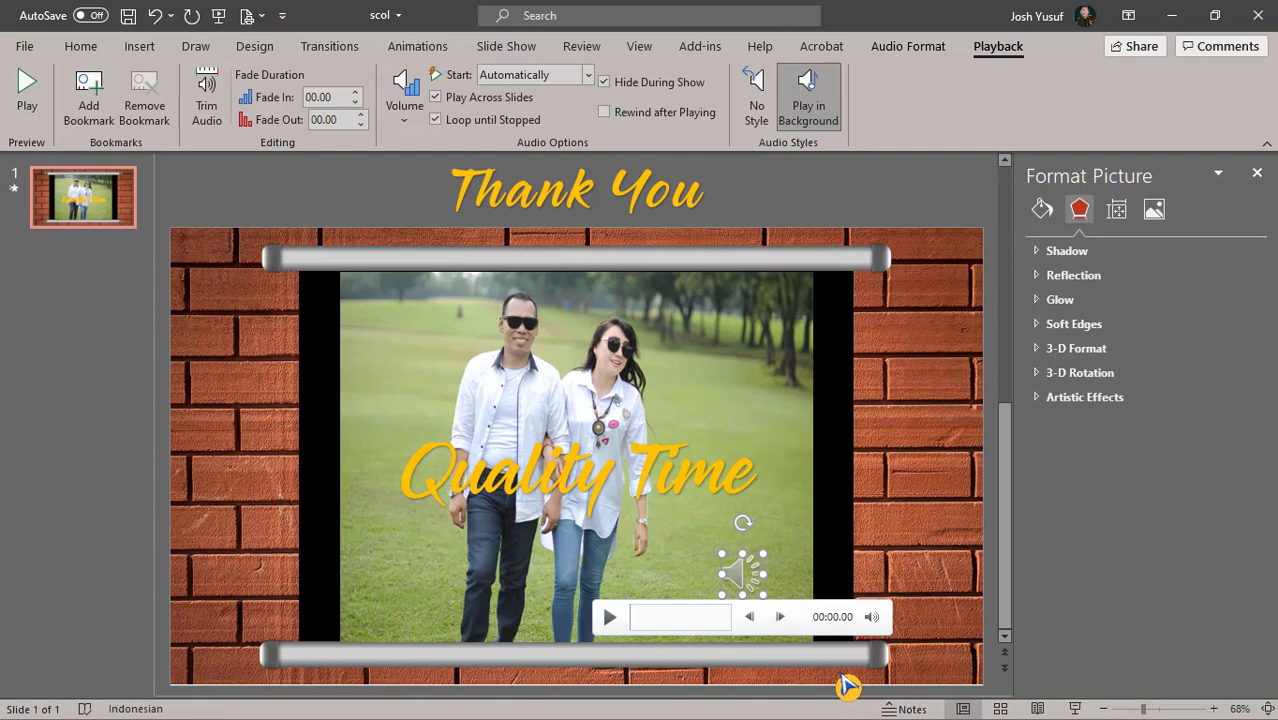 AutoSave Off scol Search Josh Yusuf
File Home Insert Draw Design Transitions Animations Slide Show Review View Add-ins Help Acrobat Audio Format Playback Share Comments
Play
Preview
Add Bookmark
Remove Bookmark
Bookmarks
Trim Audio
Fade Duration
Fade In: 00.00
Fade Out: 00.00
Editing
Volume
Start: Automatically
Play Across Slides
Loop until Stopped
Hide During Show
Rewind after Playing
Audio Options
No Style
Play in Background
Audio Styles
1
Thank You
Quality Time
Quality Time
00:00.00
Format Picture
Shadow
Reflection
Glow
Soft Edges
3-D Format
3-D Rotation
Artistic Effects
Slide 1 of 1 Indonesian Notes 68%